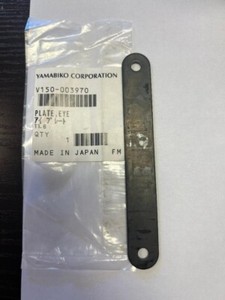 YAMABIKO CORPORATION
V150-003970
PLATE, EYE
QTY 1
MADE IN JAPAN FM